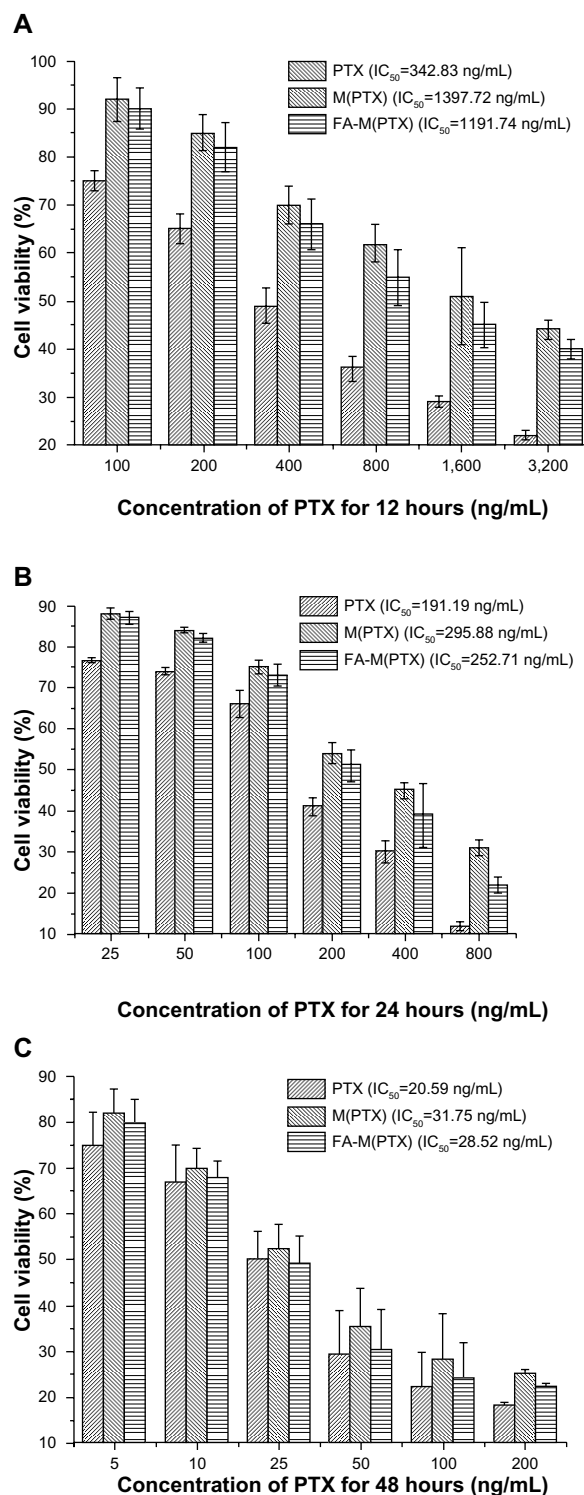 A
100
90
80
70
60
50
40
30
20
Cell viability (%)
PTX (IC50=342.83 ng/mL)
M(PTX) (IC50=1397.72 ng/mL)
FA-M(PTX) (IC50=1191.74 ng/mL)
100 200 400 800 1,600 3,200
Concentration of PTX for 12 hours (ng/mL)
B
90
80
70
60
50
40
30
20
10
Cell viability (%)
PTX (IC50=191.19 ng/mL)
M(PTX) (IC50=295.88 ng/mL)
FA-M(PTX) (IC50=252.71 ng/mL)
25 50 100 200 400 800
Concentration of PTX for 24 hours (ng/mL)
C
90
80
70
60
50
40
30
20
10
Cell viability (%)
PTX (IC50=20.59 ng/mL)
M(PTX) (IC50=31.75 ng/mL)
FA-M(PTX) (IC50=28.52 ng/mL)
5 10 25 50 100 200
Concentration of PTX for 48 hours (ng/mL)